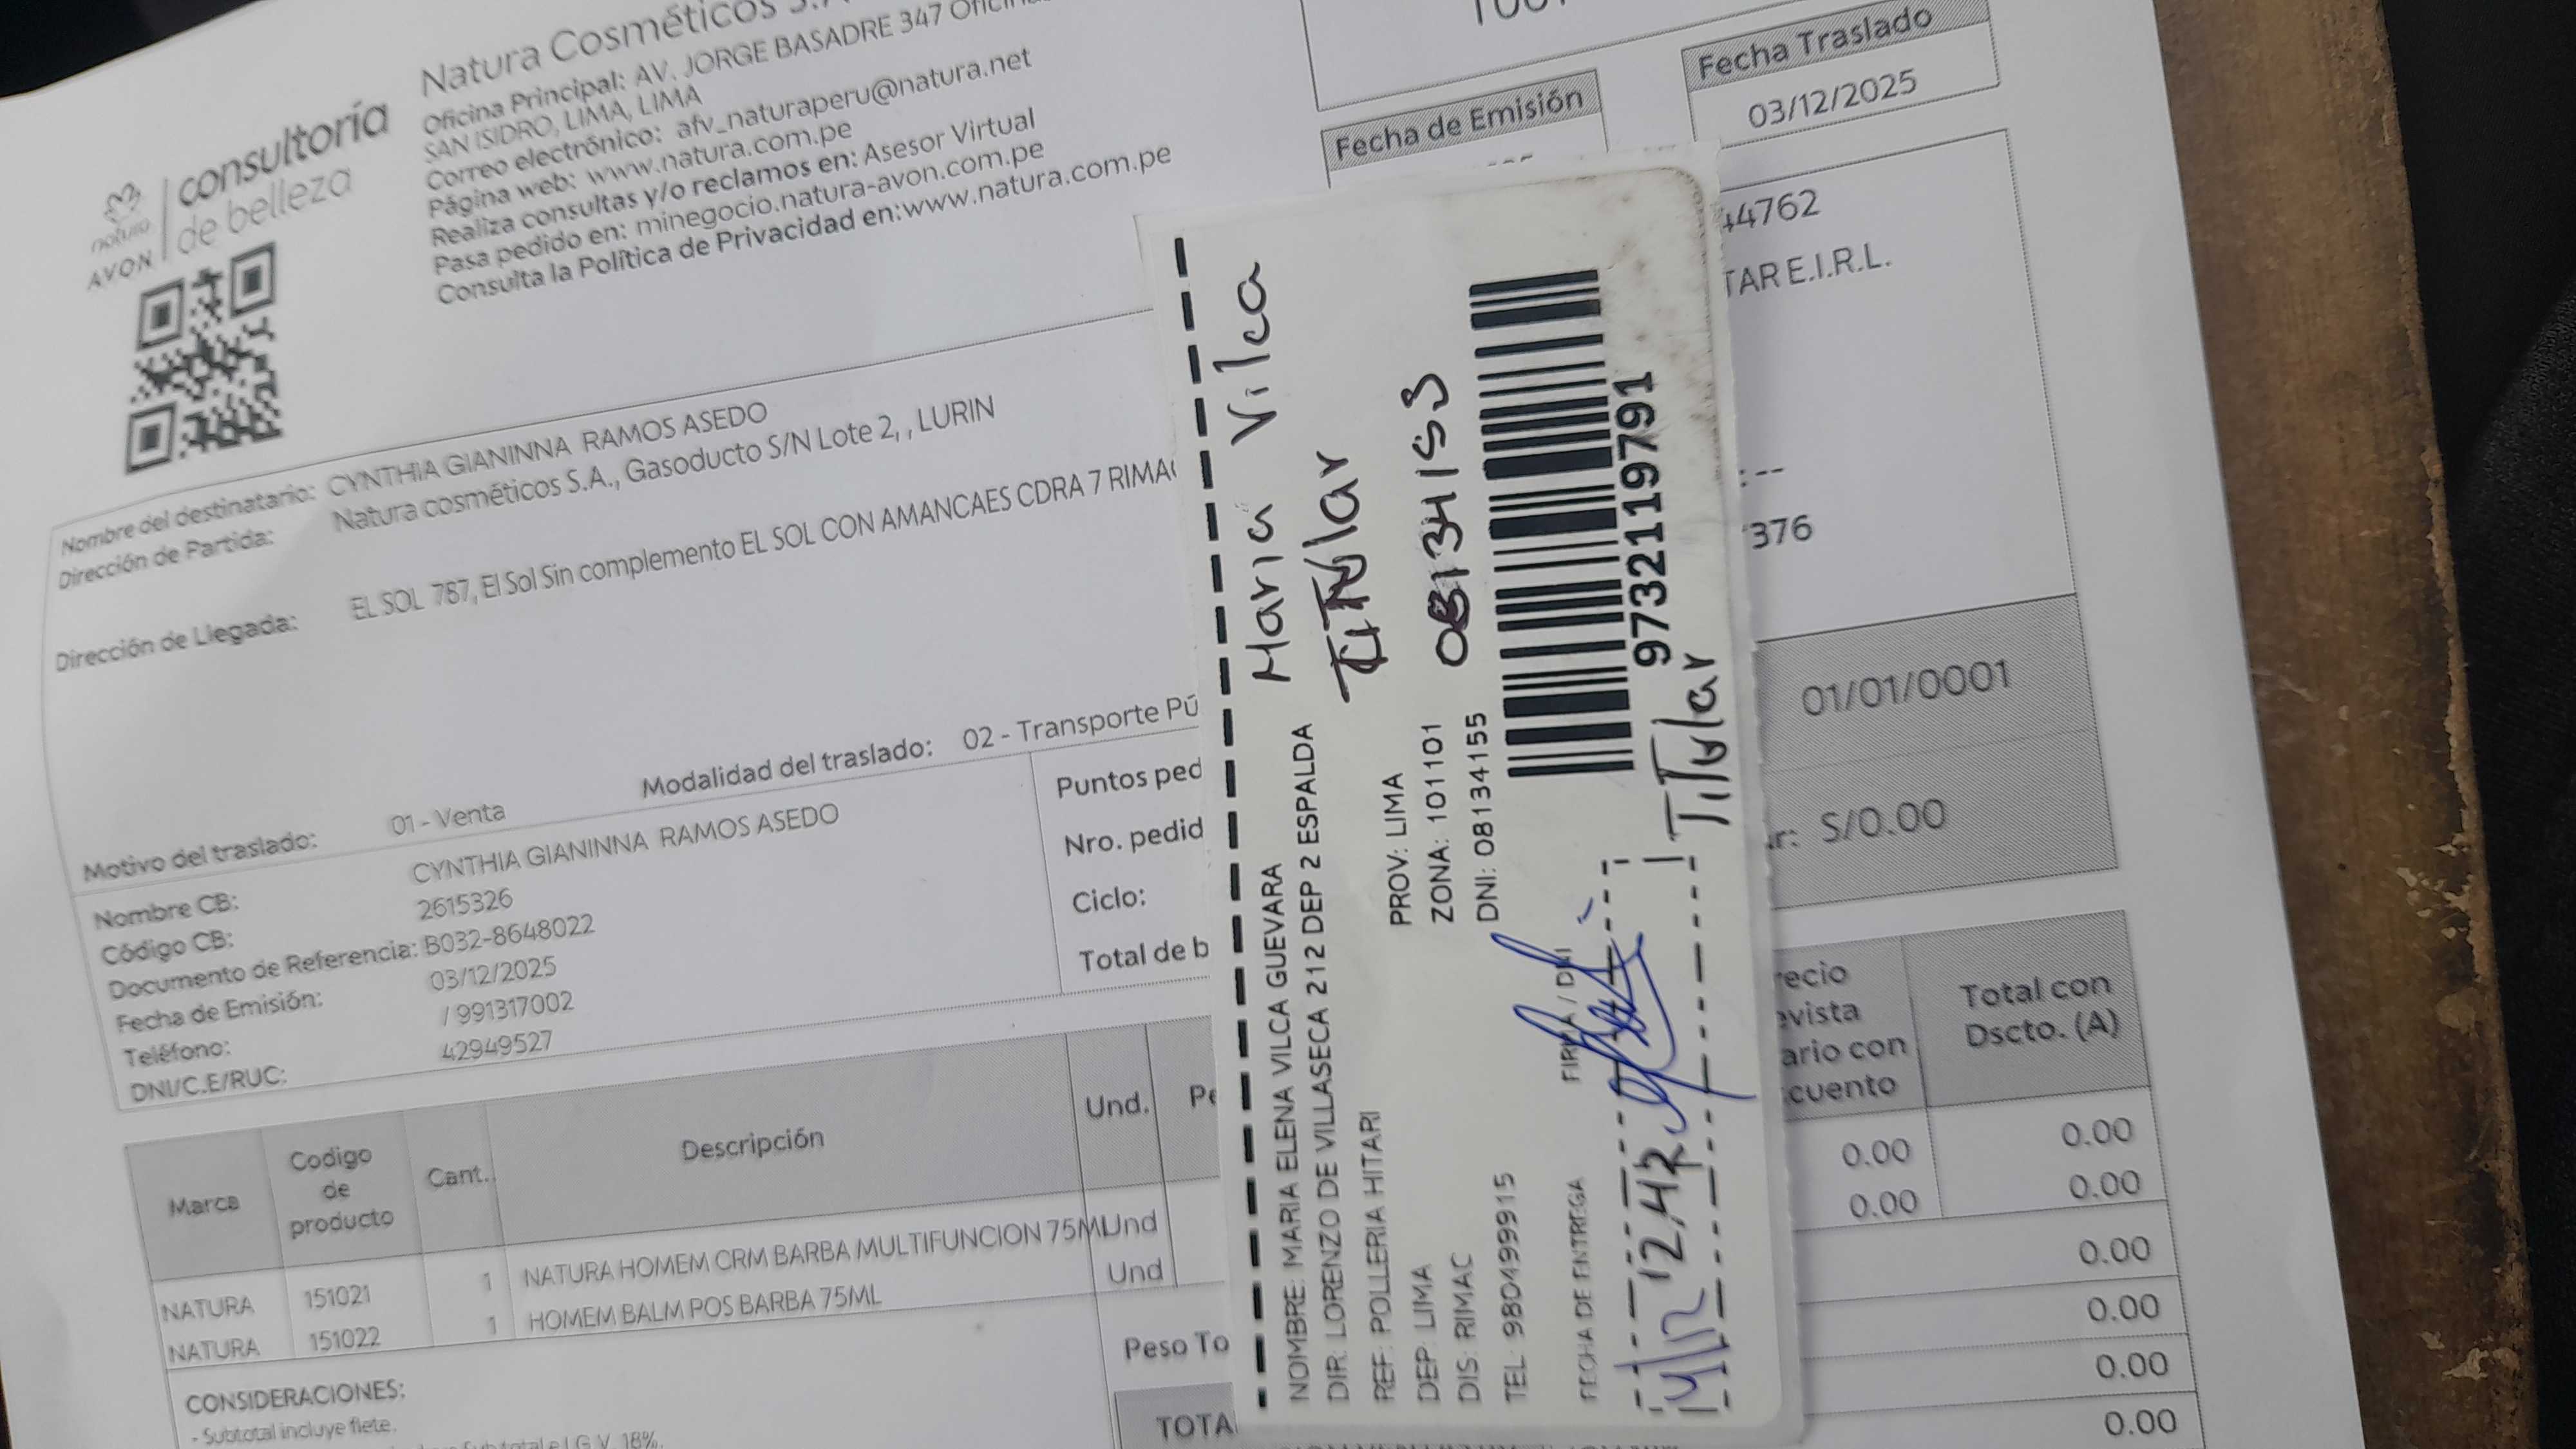 Natura Cosméticos S.A
Oficina Principal: AV. JORGE BASADRE 347 Oficina
SAN ISIDRO, LIMA, LIMA
Correo electrónico: afv_naturaperu@natura.net
Página web: www.natura.com.pe
Realiza consultas y/o reclamos en: Asesor Virtual
Pasa pedido en: minegocio.natura-avon.com.pe
Consulta la Política de Privacidad en:www.natura.com.pe
natura
AVON
consultoría
de belleza
Fecha de Emisión
Fecha Traslado
03/12/2025
44762
TAR E.I.R.L.
: --
376
01/01/0001
S/0.00
Nombre del destinatario: CYNTHIA GIANINNA RAMOS ASEDO
Dirección de Partida: Natura cosméticos S.A., Gasoducto S/N Lote 2, , LURIN
Dirección de Llegada: EL SOL 787, El Sol Sin complemento EL SOL CON AMANCAES CDRA 7 RIMAC
Motivo del traslado: 01 - Venta Modalidad del traslado: 02 - Transporte Pú
Nombre CB: CYNTHIA GIANINNA RAMOS ASEDO
Código CB: 2615326
Documento de Referencia: B032-8648022
Fecha de Emisión: 03/12/2025
Teléfono: / 991317002
DNI/C.E/RUC: 42949527
Puntos ped
Nro. pedid
Ciclo:
Total de b
Marca Codigo de producto Cant. Descripción Und. Pe
recio
evista
ario con
cuento
Total con
Dscto. (A)
NATURA 151021 1 NATURA HOMEM CRM BARBA MULTIFUNCION 75ML Und 0.00 0.00
NATURA 151022 1 HOMEM BALM POS BARBA 75ML Und 0.00 0.00
0.00
0.00
0.00
0.00
Peso To
TOTA
CONSIDERACIONES:
- Subtotal incluye flete.
I.G.V. 18%.
Maria Vilca
Titular
08134153
NOMBRE: MARIA ELENA VILCA GUEVARA
DIR: LORENZO DE VILLASECA 212 DEP 2 ESPALDA
REF: POLLERIA HITARI
DEP: LIMA PROV: LIMA
DIS: RIMAC ZONA: 101101
TEL: 980499915 DNI: 08134155
FECHA DE ENTREGA FIRMA / DNI
9732119791
12,42
Titular